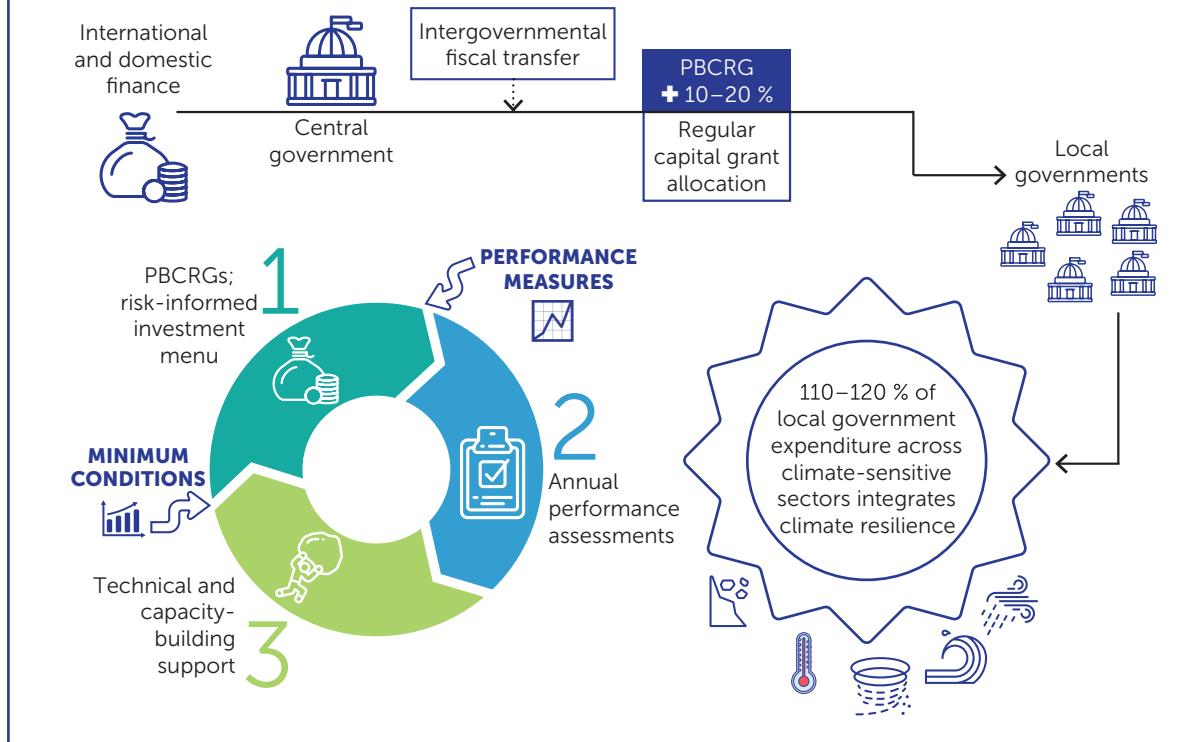 International
and domestic
finance
Central
government
Intergovernmental
fiscal transfer
PBCRG
+ 10–20 %
Regular
capital grant
allocation
Local
governments
1
PBCRGs;
risk-informed
investment
menu
PERFORMANCE
MEASURES
2
Annual
performance
assessments
MINIMUM
CONDITIONS
Technical and
capacity-
building
support
3
110–120 % of
local government
expenditure across
climate-sensitive
sectors integrates
climate resilience